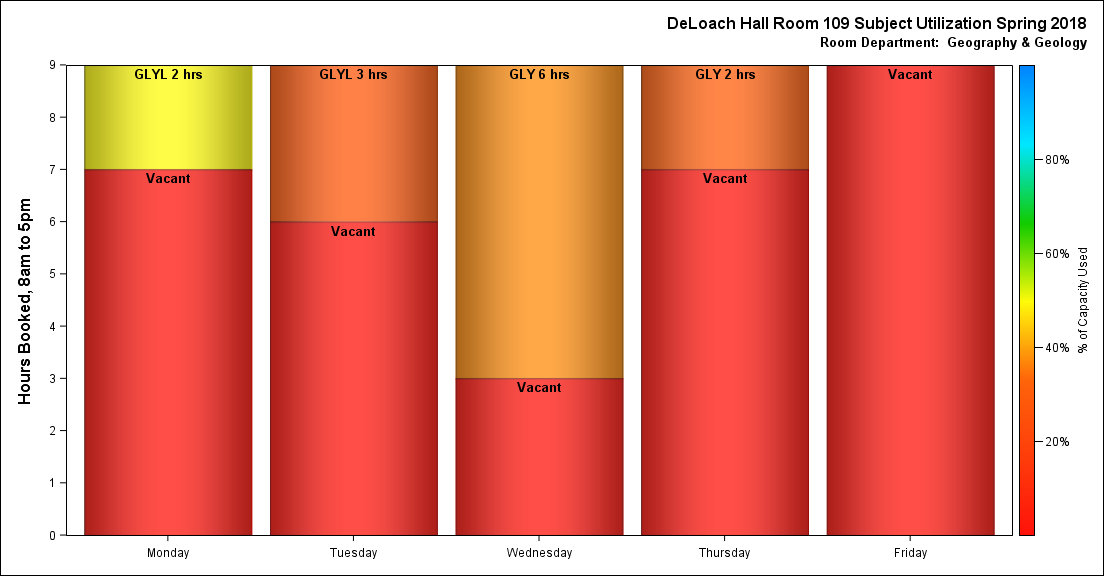 DeLoach Hall Room 109 Subject Utilization Spring 2018
Room Department: Geography & Geology
Hours Booked, 8am to 5pm
9
8
7
6
5
4
3
2
1
0
GLYL 2 hrs
Vacant
GLYL 3 hrs
Vacant
GLY 6 hrs
Vacant
GLY 2 hrs
Vacant
Vacant
Monday
Tuesday
Wednesday
Thursday
Friday
80%
60%
40%
20%
% of Capacity Used